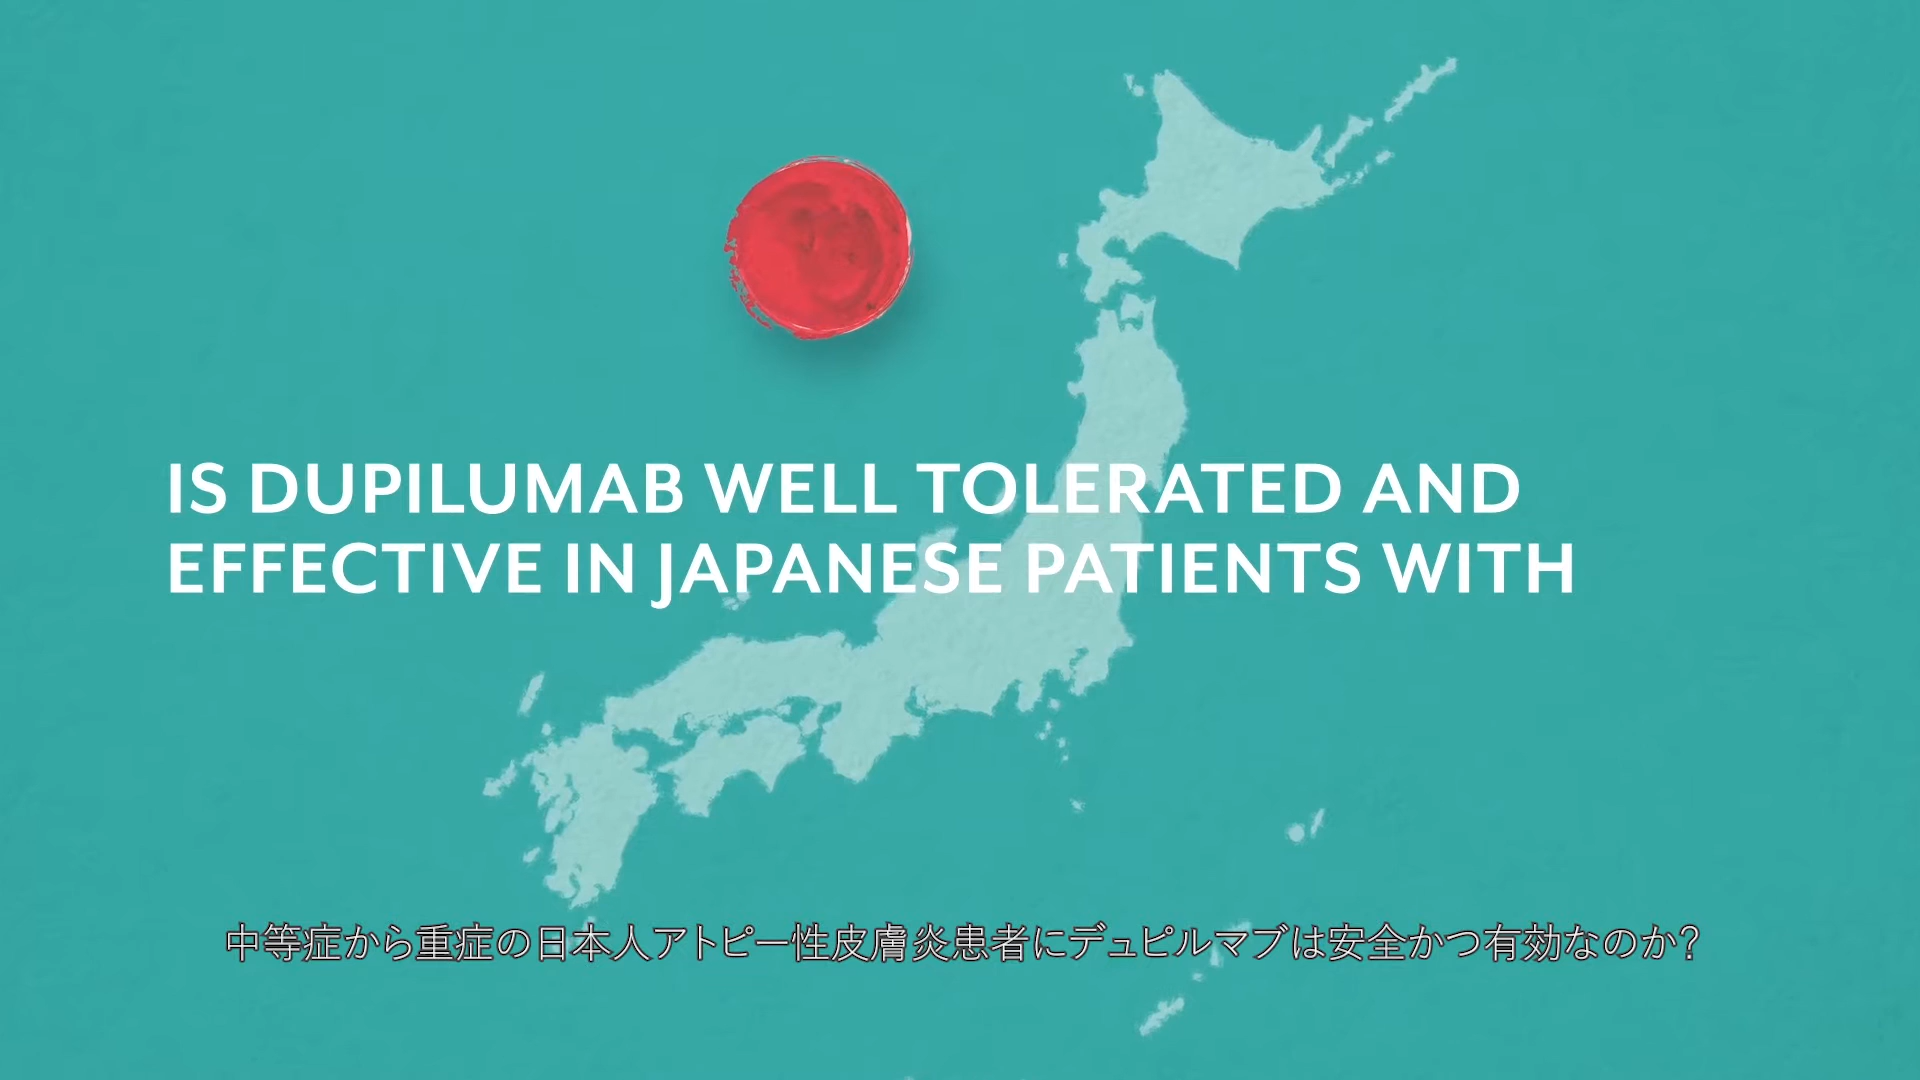 IS DUPILUMAB WELL TOLERATED AND
EFFECTIVE IN JAPANESE PATIENTS WITH
中等症から重症の日本人アトピー性皮膚炎患者にデュピルマブは安全かつ有効なのか?